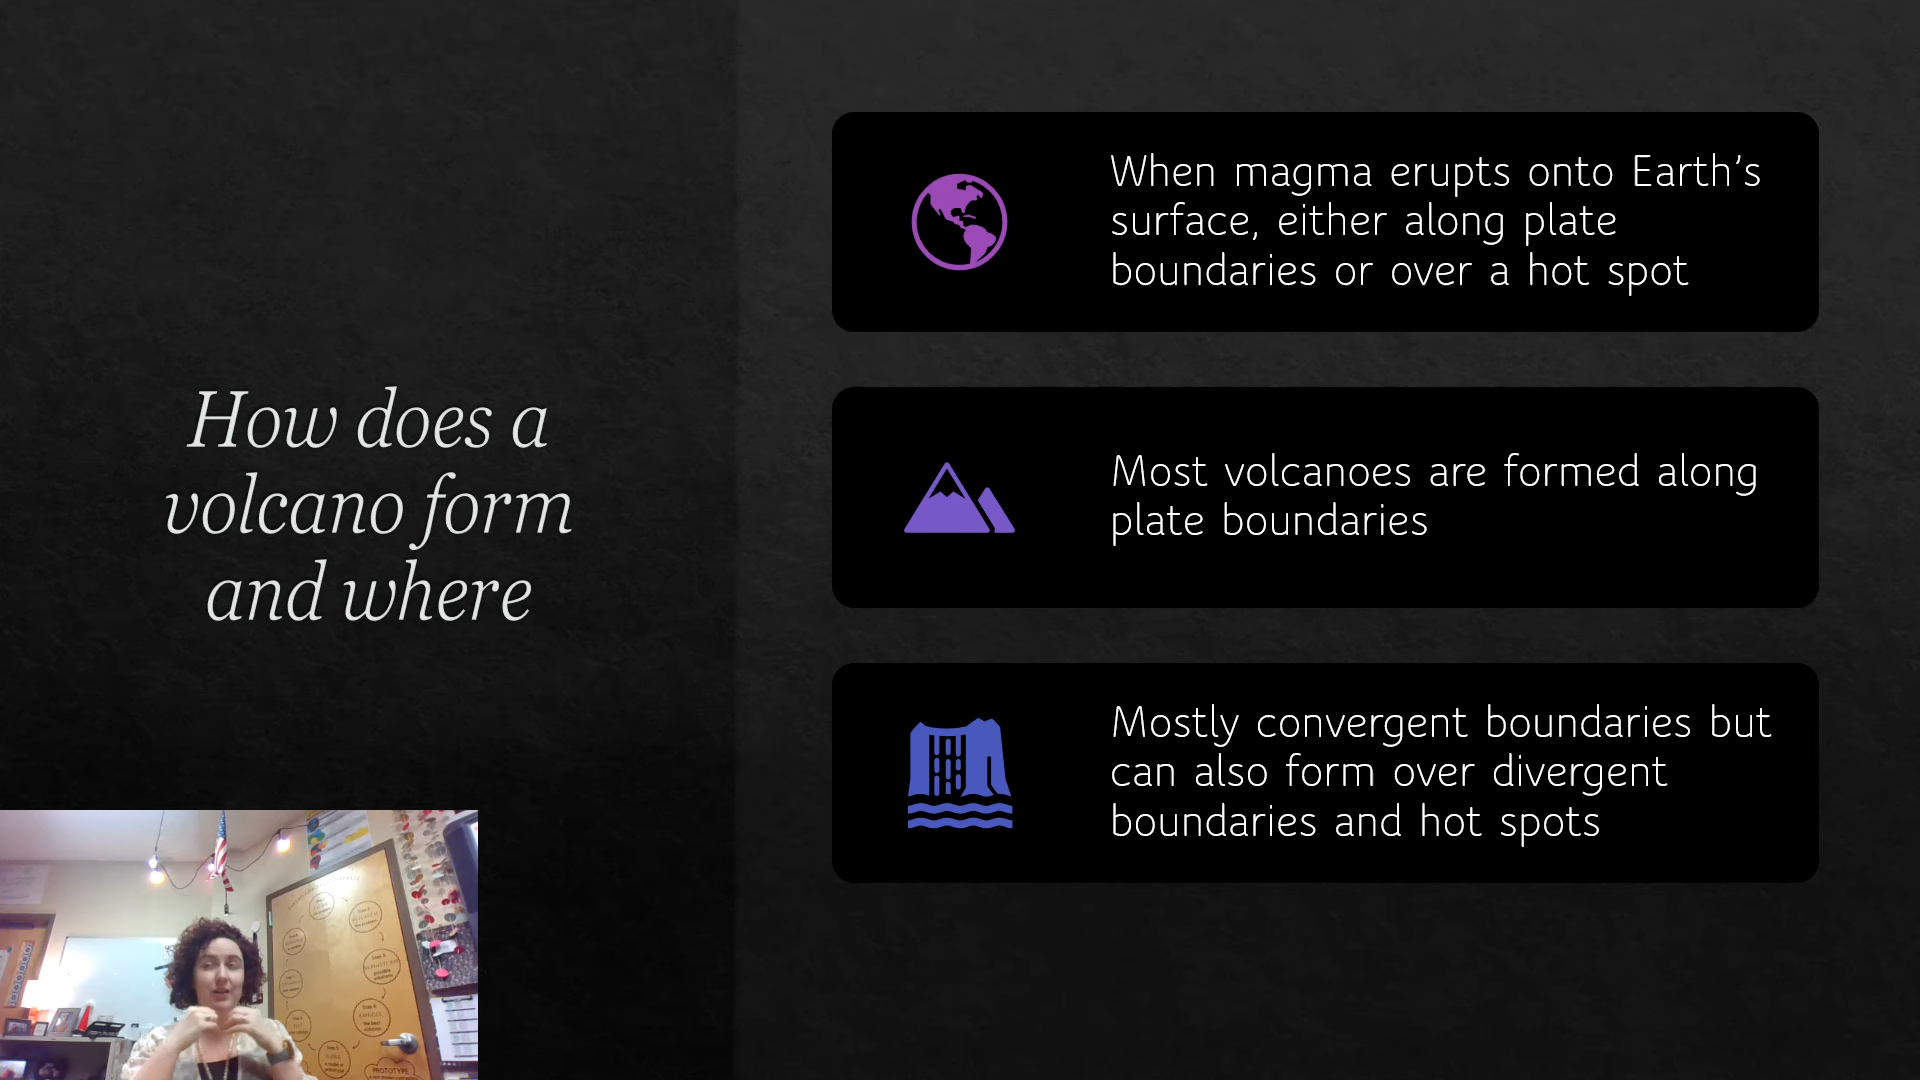 How does a
volcano form
and where
When magma erupts onto Earth’s
surface, either along plate
boundaries or over a hot spot
Most volcanoes are formed along
plate boundaries
Mostly convergent boundaries but
can also form over divergent
boundaries and hot spots
PROTOTYPE